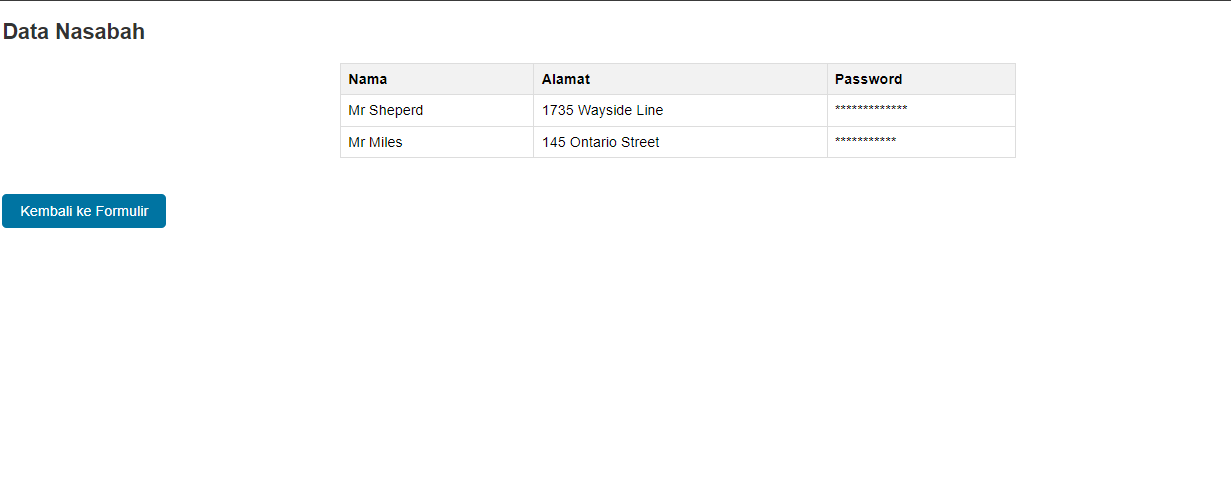 Data Nasabah
Nama Alamat Password
Mr Sheperd 1735 Wayside Line *************
Mr Miles 145 Ontario Street ***********
Kembali ke Formulir